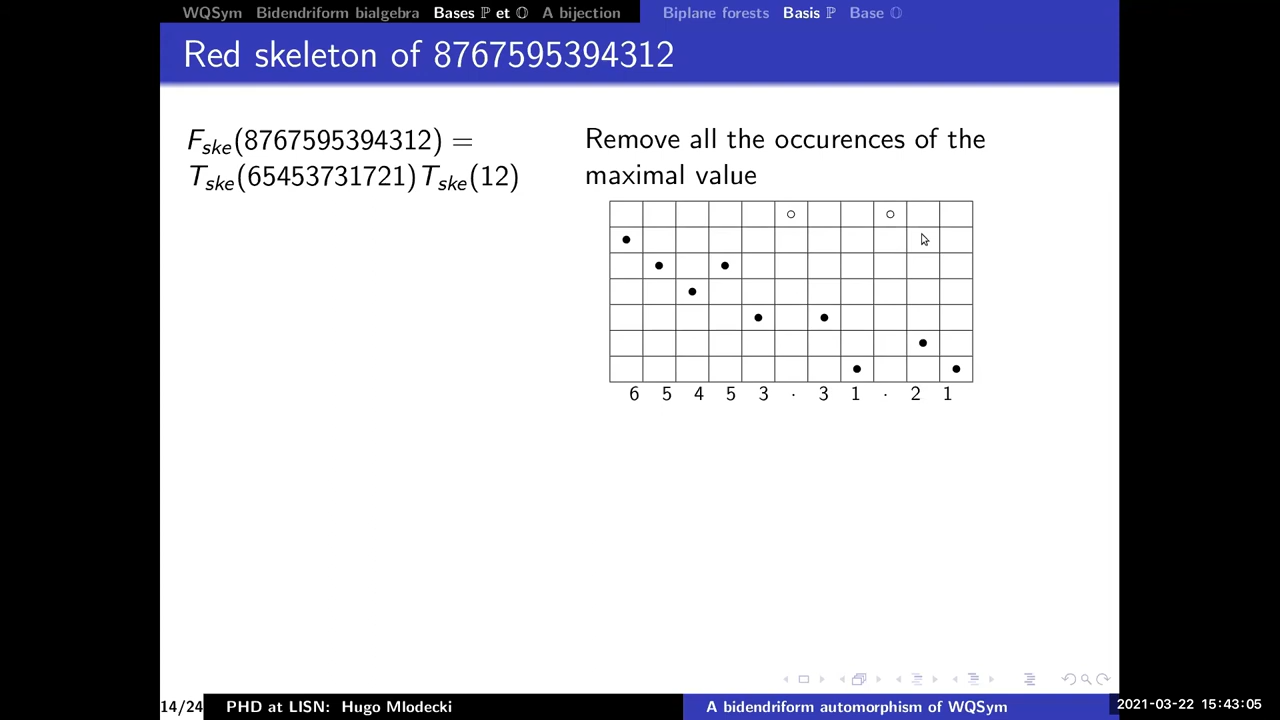 WQSym Bidendriform bialgebra Bases ℙ et 𝕆 A bijection Biplane forests Basis ℙ Base 𝕆
Red skeleton of 8767595394312
F_ske(8767595394312) =
T_ske(65453731721)T_ske(12)
Remove all the occurences of the
maximal value
6 5 4 5 3 · 3 1 · 2 1
14/24 PHD at LISN: Hugo Mlodecki A bidendriform automorphism of WQSym 2021-03-22 15:43:05